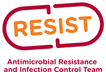 RESIST
Antimicrobial Resistance
and Infection Control Team